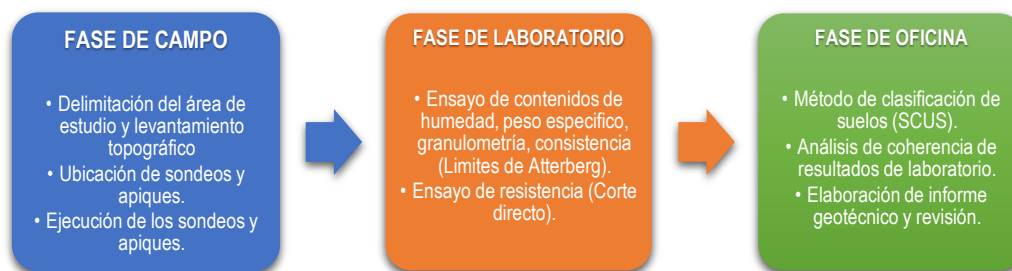 FASE DE CAMPO
• Delimitación del área de
estudio y levantamiento
topográfico
• Ubicación de sondeos y
apiques.
• Ejecución de los sondeos y
apiques.
FASE DE LABORATORIO
• Ensayo de contenidos de
humedad, peso especifico,
granulometría, consistencia
(Limites de Atterberg).
• Ensayo de resistencia (Corte
directo).
FASE DE OFICINA
• Método de clasificación de
suelos (SCUS).
• Análisis de coherencia de
resultados de laboratorio.
• Elaboración de informe
geotécnico y revisión.